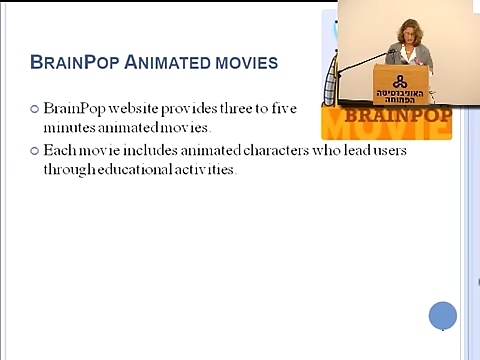 BRAINPOP ANIMATED MOVIES
BrainPop website provides three to five
minutes animated movies.
Each movie includes animated characters who lead users
through educational activities.
האוניברסיטה
הפתוחה
BRAINPOP
MOVIE